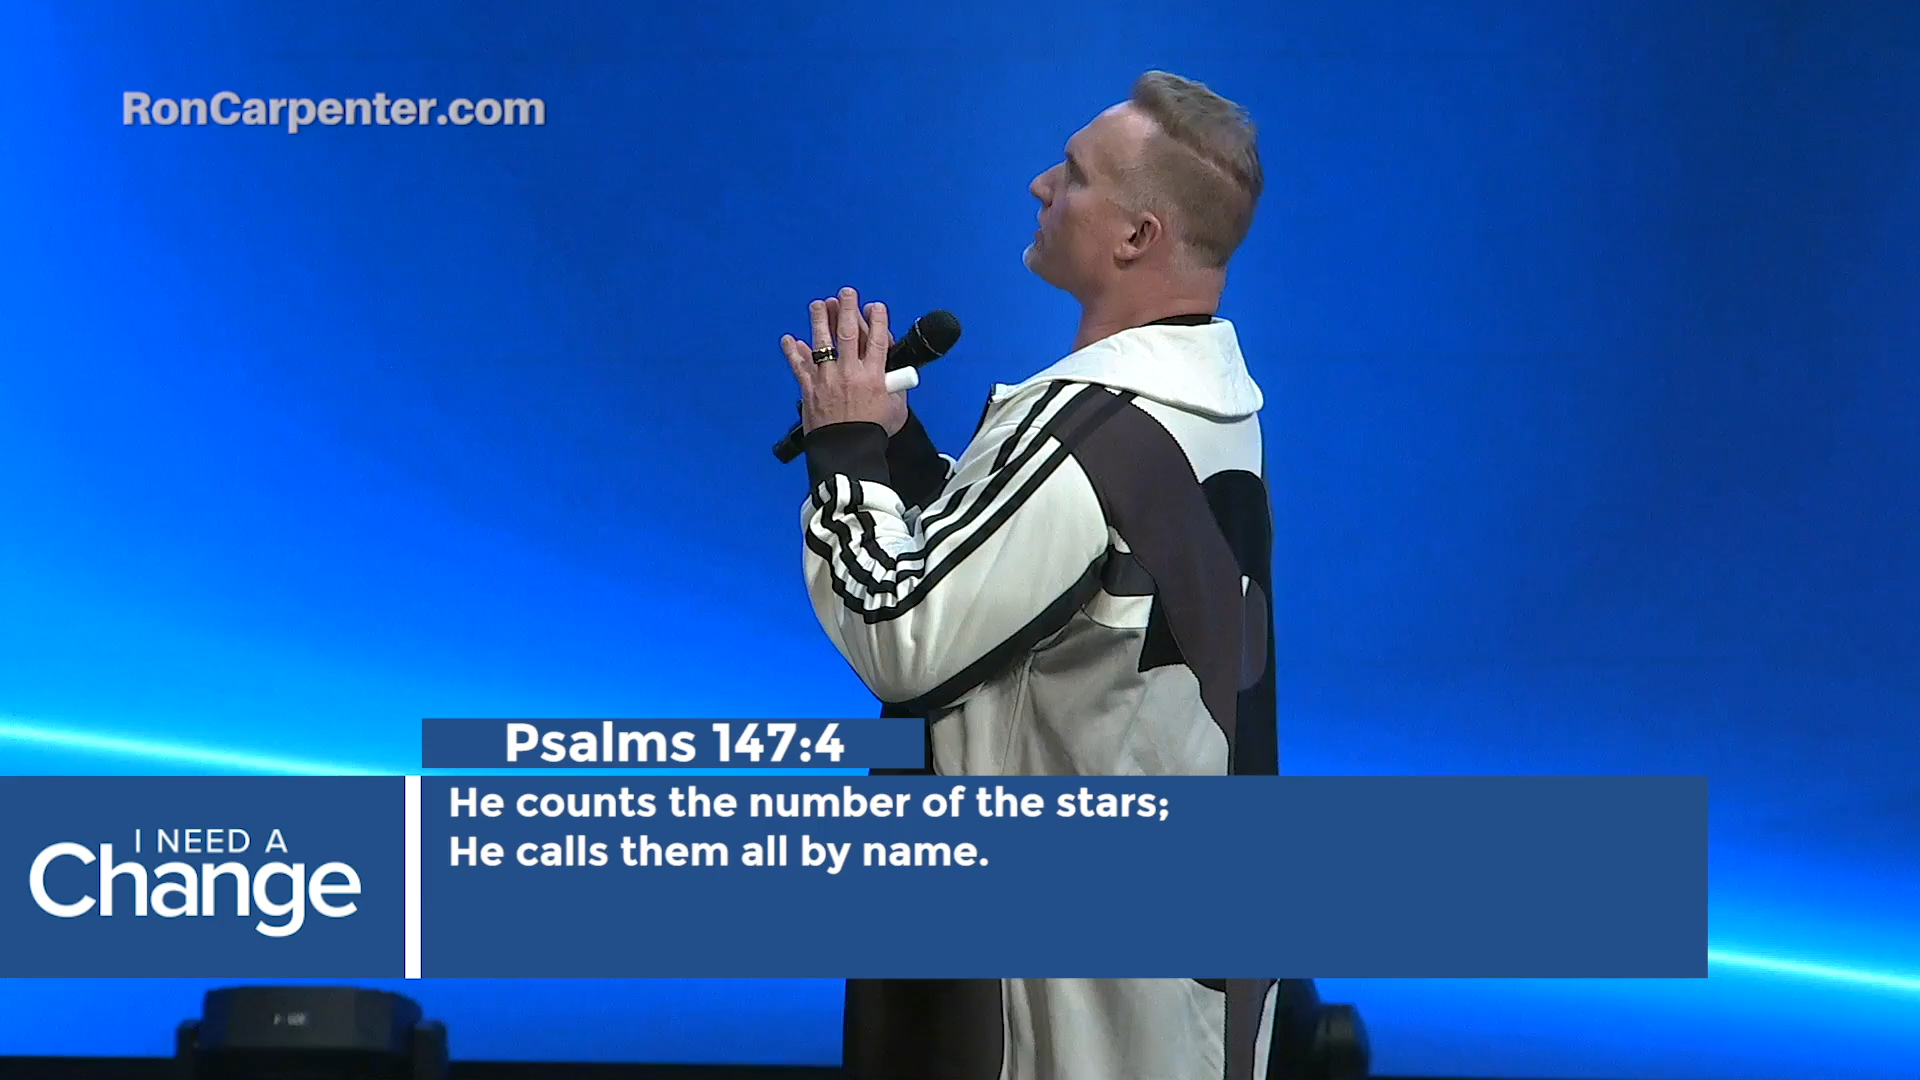 RonCarpenter.com
Psalms 147:4
He counts the number of the stars;
He calls them all by name.
I NEED A
Change